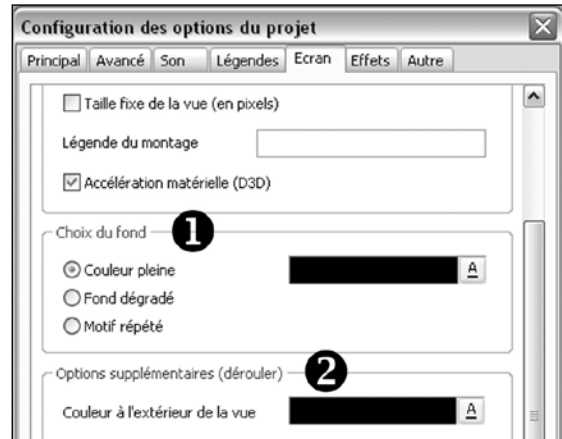 Configuration des options du projet
Principal Avancé Son Légendes Ecran Effets Autre
Taille fixe de la vue (en pixels)
Légende du montage
Accélération matérielle (D3D)
Choix du fond 1
Couleur pleine A
Fond dégradé
Motif répété
Options supplémentaires (dérouler) 2
Couleur à l'extérieur de la vue A